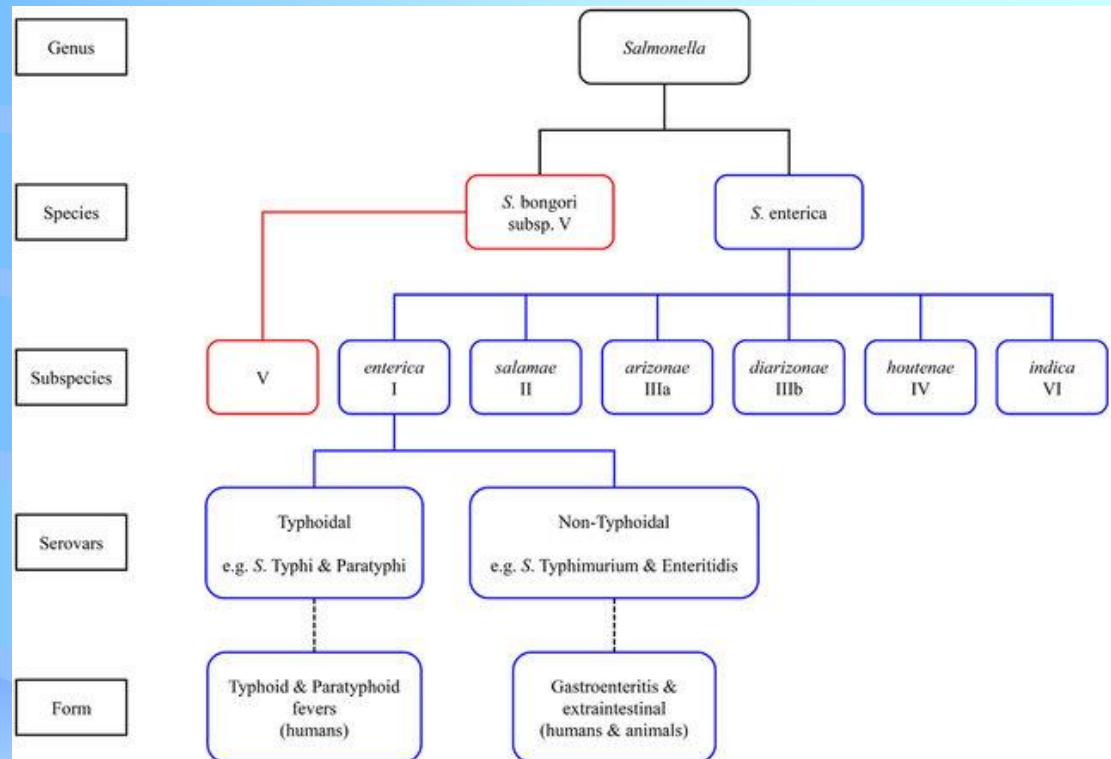 Genus
Salmonella
Species
S. bongori
subsp. V
S. enterica
Subspecies
V
enterica
I
salamae
II
arizonae
IIIa
diarizonae
IIIb
houtenae
IV
indica
VI
Serovars
Typhoidal
e.g. S. Typhi & Paratyphi
Non-Typhoidal
e.g. S. Typhimurium & Enteritidis
Form
Typhoid & Paratyphoid
fevers
(humans)
Gastroenteritis &
extraintestinal
(humans & animals)